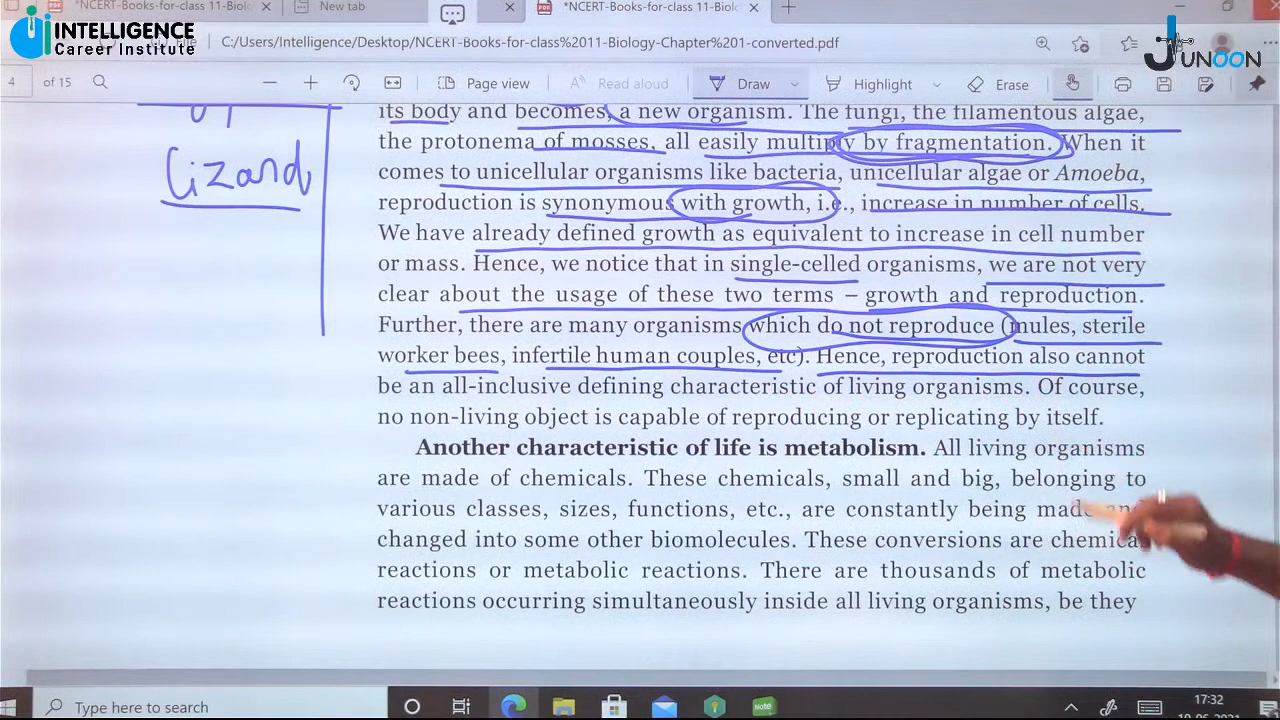 *NCERT-Books-for class 11-Biol
New tab
*NCERT-Books-for class 11-Biol
INTELLIGENCE
Career Institute
C:/Users/Intelligence/Desktop/NCERT-Books-for-class%2011-Biology-Chapter%201-converted.pdf
JUNOON
4 of 15
Page view
Read aloud
Draw
Highlight
Erase
Lizard
its body and becomes, a new organism. The fungi, the filamentous algae,
the protonema of mosses, all easily multiply by fragmentation. When it
comes to unicellular organisms like bacteria, unicellular algae or Amoeba,
reproduction is synonymous with growth, i.e., increase in number of cells.
We have already defined growth as equivalent to increase in cell number
or mass. Hence, we notice that in single-celled organisms, we are not very
clear about the usage of these two terms – growth and reproduction.
Further, there are many organisms which do not reproduce (mules, sterile
worker bees, infertile human couples, etc). Hence, reproduction also cannot
be an all-inclusive defining characteristic of living organisms. Of course,
no non-living object is capable of reproducing or replicating by itself.
Another characteristic of life is metabolism. All living organisms
are made of chemicals. These chemicals, small and big, belonging to
various classes, sizes, functions, etc., are constantly being made and
changed into some other biomolecules. These conversions are chemical
reactions or metabolic reactions. There are thousands of metabolic
reactions occurring simultaneously inside all living organisms, be they
Type here to search
17:32